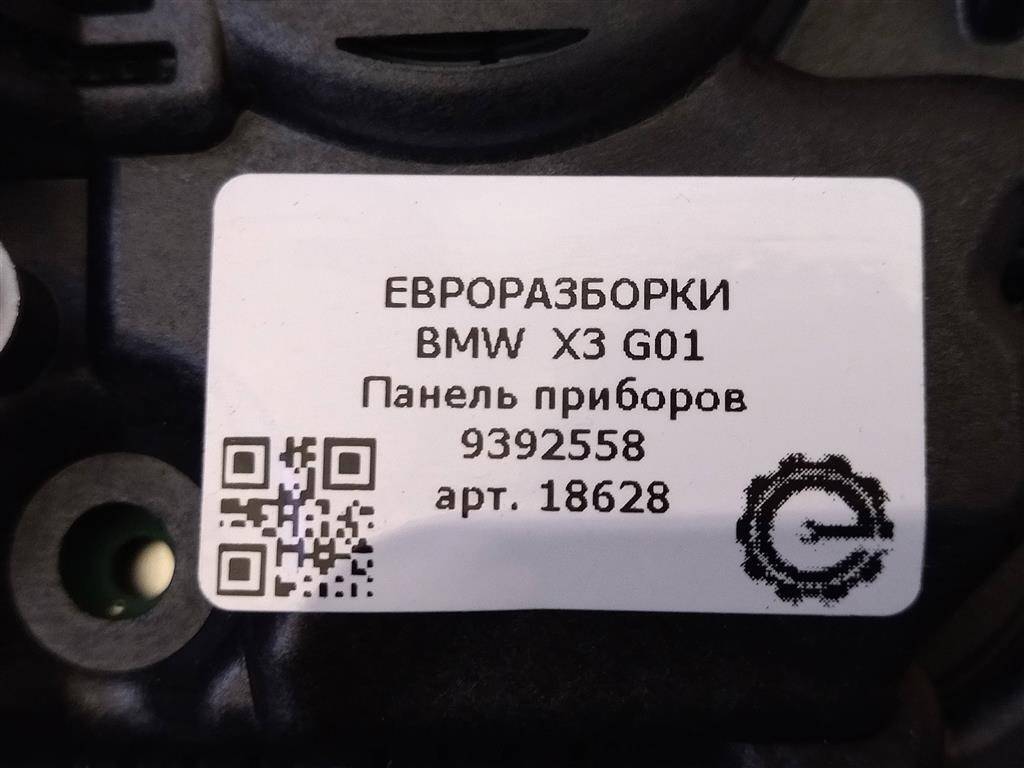 ЕВРОРАЗБОРКИ
BMW X3 G01
Панель приборов
9392558
арт. 18628